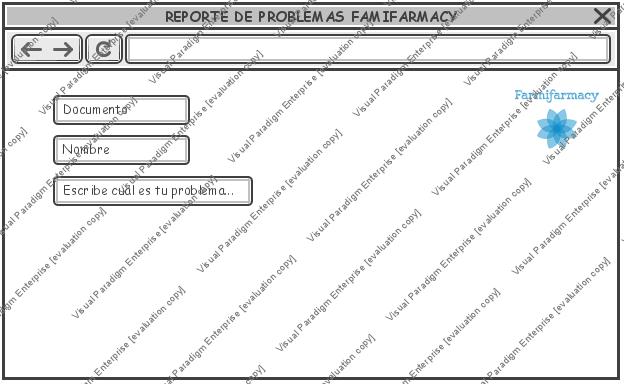 REPORTE DE PROBLEMAS FAMIFARMACY
Famifarmacy
Documento
Nombre
Escribe cuál es tu problema...
Visual Paradigm Enterprise [evaluation copy]